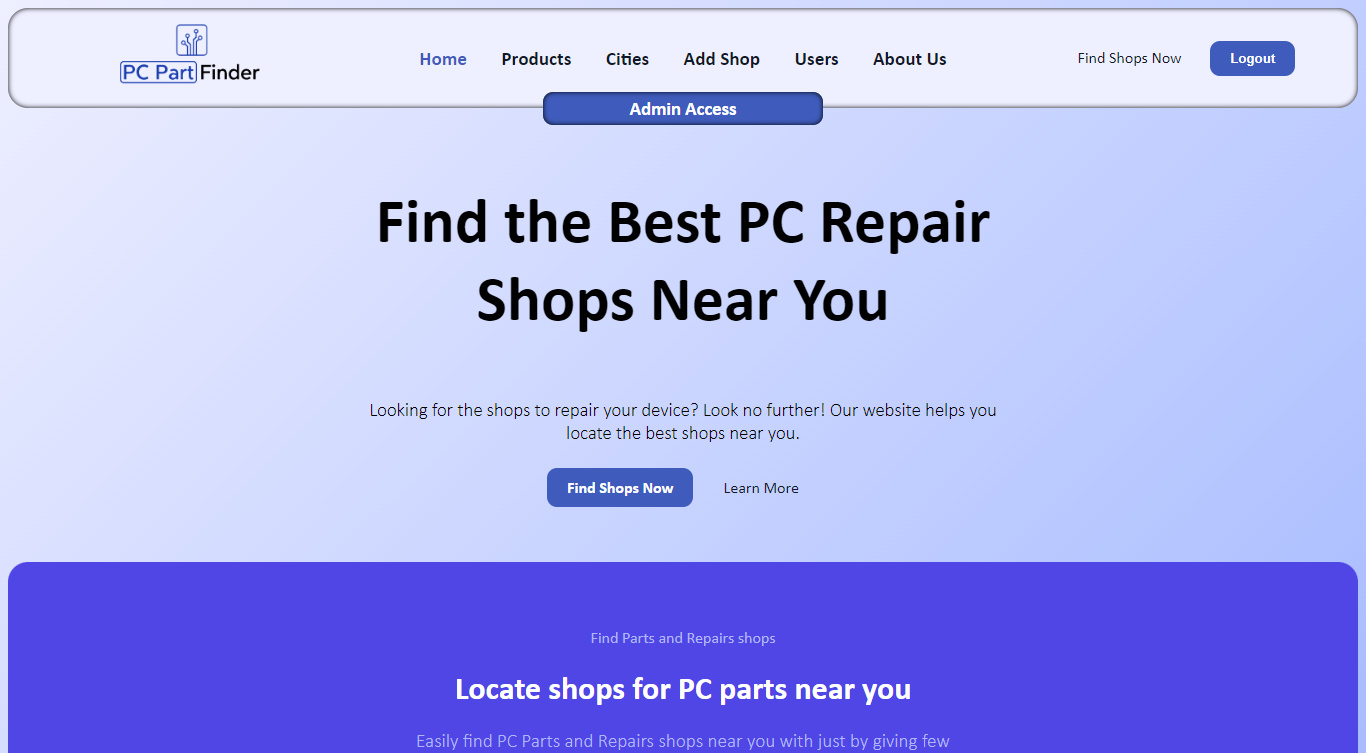 PC Part Finder
Home
Products
Cities
Add Shop
Users
About Us
Find Shops Now
Logout
Admin Access
Find the Best PC Repair
Shops Near You
Looking for the shops to repair your device? Look no further! Our website helps you
locate the best shops near you.
Find Shops Now
Learn More
Find Parts and Repairs shops
Locate shops for PC parts near you
Easily find PC Parts and Repairs shops near you with just by giving few